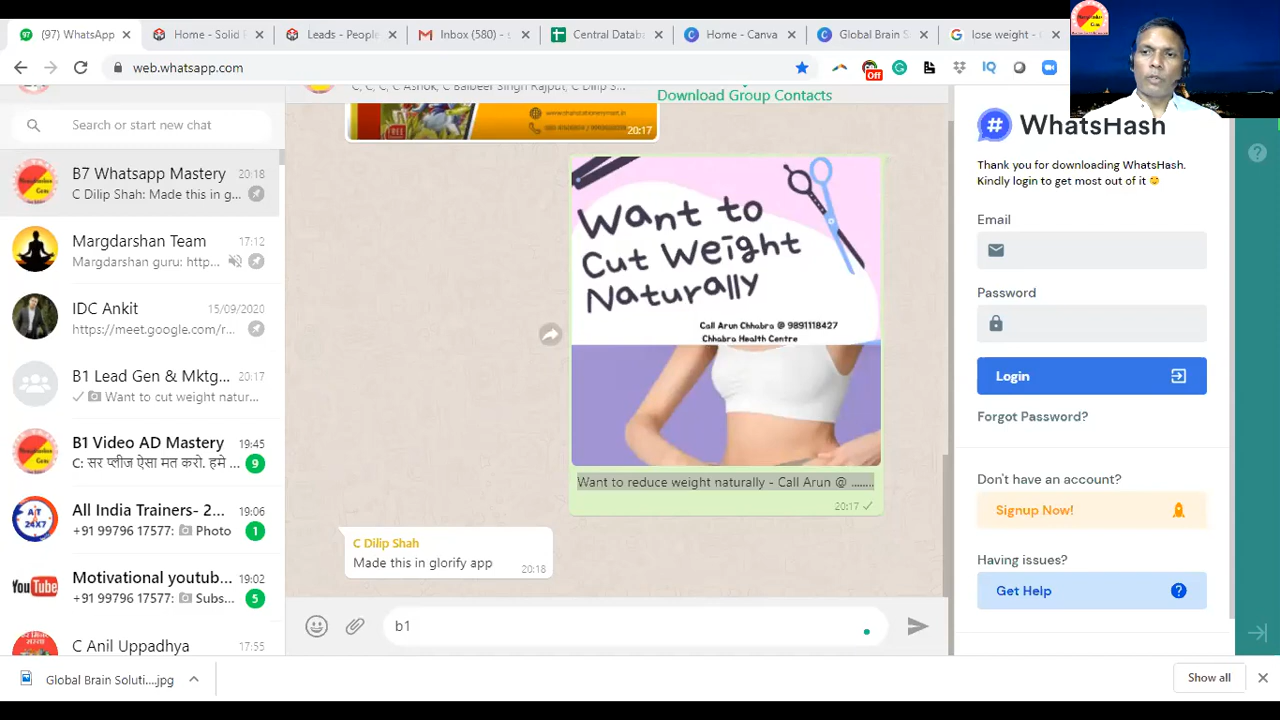 (97) WhatsApp
Home - Solid
Leads - People
Inbox (580) - s
Central Datab
Home - Canva
Global Brain S
lose weight - G
web.whatsapp.com
Off
Search or start new chat
B7 Whatsapp Mastery 20:18
C Dilip Shah: Made this in g...
Margdarshan Team 17:12
Margdarshan guru: http...
IDC Ankit 15/09/2020
https://meet.google.com/r...
B1 Lead Gen & Mktg... 20:17
Want to cut weight natur...
B1 Video AD Mastery 19:45
C: सर प्लीज ऐसा मत करो. हमे ... 9
All India Trainers- 2... 19:06
+91 99796 17577: Photo 1
Motivational youtub... 19:02
+91 99796 17577: Subs... 5
C Anil Uppadhya 17:55
C, C, C, C Ashok, C Balbeer Singh Rajput, C Dilip S...
Download Group Contacts
FREE
20:17
Want to
Cut Weight
Naturally
Call Arun Chhabra @ 9891118427
Chhabra Health Centre
Want to reduce weight naturally - Call Arun @ ........
20:17
C Dilip Shah
Made this in glorify app 20:18
b1
WhatsHash
Thank you for downloading WhatsHash.
Kindly login to get most out of it
Email
Password
Login
Forgot Password?
Don't have an account?
Signup Now!
Having issues?
Get Help
Global Brain Soluti....jpg
Show all